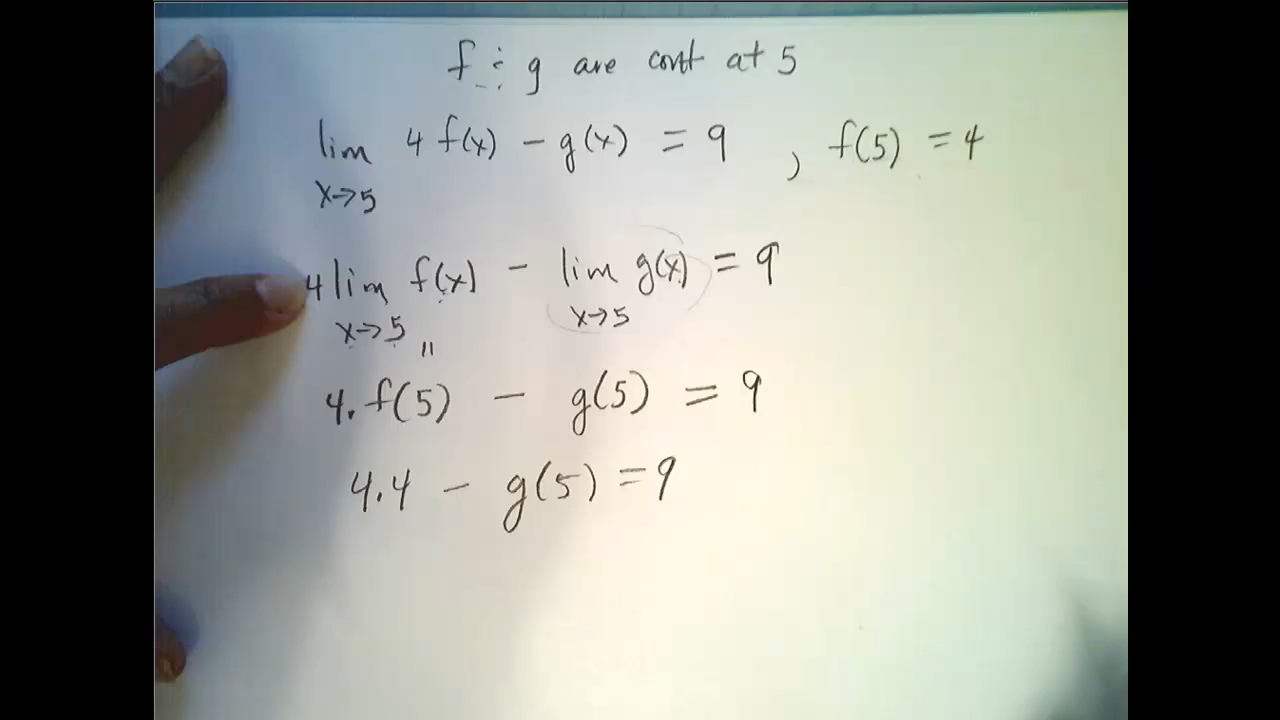 f & g are cont at 5
lim 4 f(x) - g(x) = 9 , f(5) = 4
x→5
4 lim f(x) - lim g(x) = 9
x→5 x→5
"
4. f(5) - g(5) = 9
4.4 - g(5) = 9